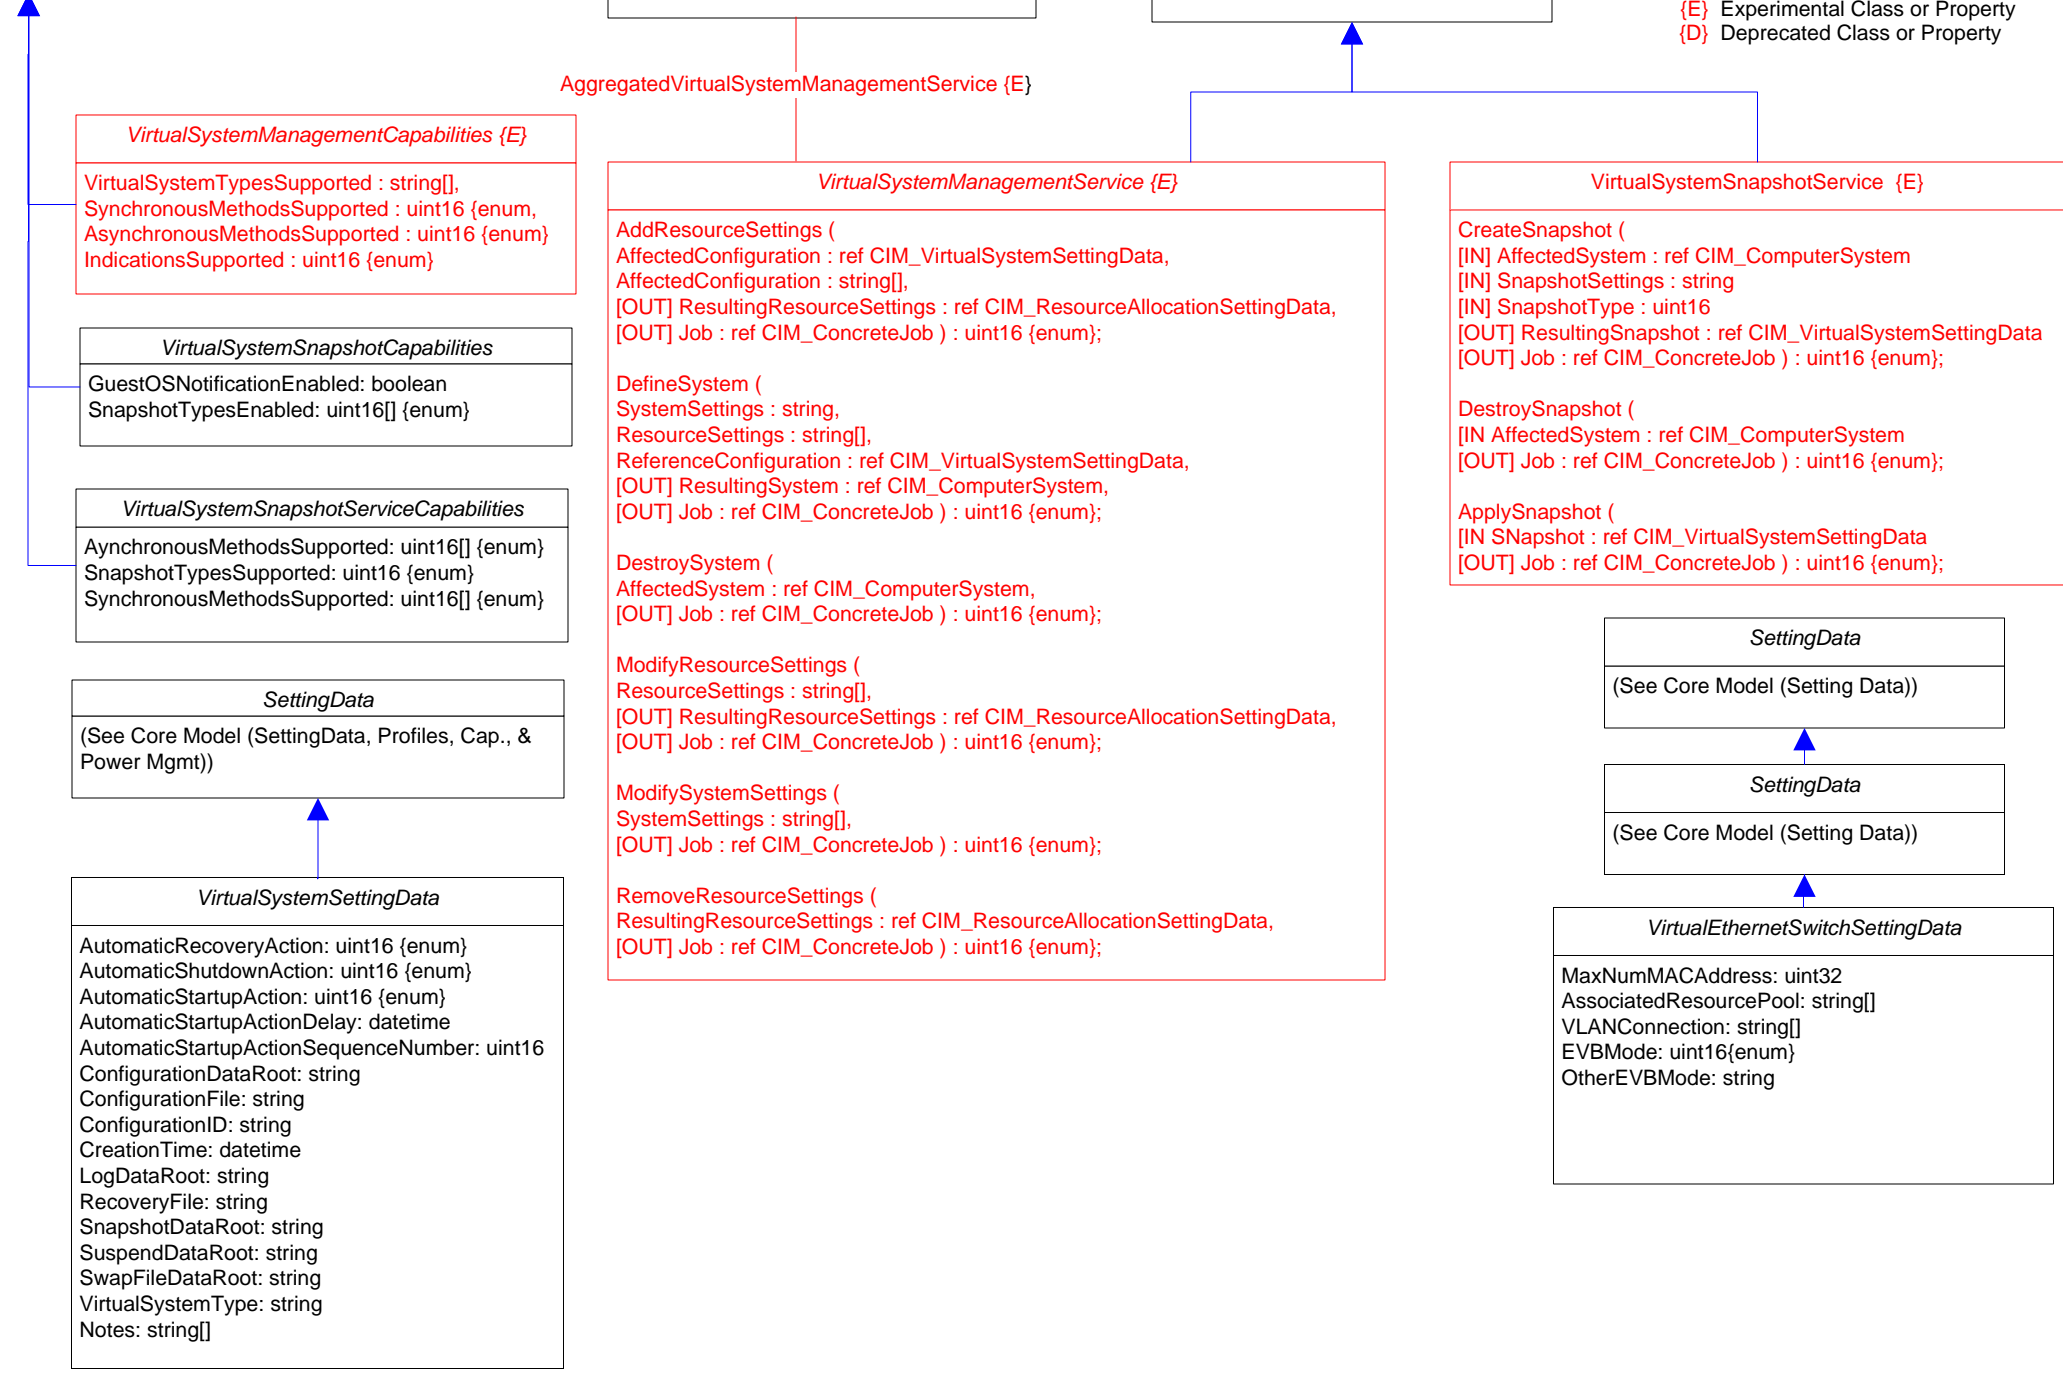 {E} Experimental Class or Property
{D} Deprecated Class or Property
AggregatedVirtualSystemManagementService {E}
VirtualSystemManagementCapabilities {E}
VirtualSystemTypesSupported : string[],
SynchronousMethodsSupported : uint16 {enum,
AsynchronousMethodsSupported : uint16 {enum}
IndicationsSupported : uint16 {enum}
VirtualSystemSnapshotCapabilities
GuestOSNotificationEnabled: boolean
SnapshotTypesEnabled: uint16[] {enum}
VirtualSystemSnapshotServiceCapabilities
AynchronousMethodsSupported: uint16[] {enum}
SnapshotTypesSupported: uint16 {enum}
SynchronousMethodsSupported: uint16[] {enum}
SettingData
(See Core Model (SettingData, Profiles, Cap., &
Power Mgmt))
VirtualSystemSettingData
AutomaticRecoveryAction: uint16 {enum}
AutomaticShutdownAction: uint16 {enum}
AutomaticStartupAction: uint16 {enum}
AutomaticStartupActionDelay: datetime
AutomaticStartupActionSequenceNumber: uint16
ConfigurationDataRoot: string
ConfigurationFile: string
ConfigurationID: string
CreationTime: datetime
LogDataRoot: string
RecoveryFile: string
SnapshotDataRoot: string
SuspendDataRoot: string
SwapFileDataRoot: string
VirtualSystemType: string
Notes: string[]
VirtualSystemManagementService {E}
AddResourceSettings (
AffectedConfiguration : ref CIM_VirtualSystemSettingData,
AffectedConfiguration : string[],
[OUT] ResultingResourceSettings : ref CIM_ResourceAllocationSettingData,
[OUT] Job : ref CIM_ConcreteJob ) : uint16 {enum};
DefineSystem (
SystemSettings : string,
ResourceSettings : string[],
ReferenceConfiguration : ref CIM_VirtualSystemSettingData,
[OUT] ResultingSystem : ref CIM_ComputerSystem,
[OUT] Job : ref CIM_ConcreteJob ) : uint16 {enum};
DestroySystem (
AffectedSystem : ref CIM_ComputerSystem,
[OUT] Job : ref CIM_ConcreteJob ) : uint16 {enum};
ModifyResourceSettings (
ResourceSettings : string[],
[OUT] ResultingResourceSettings : ref CIM_ResourceAllocationSettingData,
[OUT] Job : ref CIM_ConcreteJob ) : uint16 {enum};
ModifySystemSettings (
SystemSettings : string[],
[OUT] Job : ref CIM_ConcreteJob ) : uint16 {enum};
RemoveResourceSettings (
ResultingResourceSettings : ref CIM_ResourceAllocationSettingData,
[OUT] Job : ref CIM_ConcreteJob ) : uint16 {enum};
VirtualSystemSnapshotService {E}
CreateSnapshot (
[IN] AffectedSystem : ref CIM_ComputerSystem
[IN] SnapshotSettings : string
[IN] SnapshotType : uint16
[OUT] ResultingSnapshot : ref CIM_VirtualSystemSettingData
[OUT] Job : ref CIM_ConcreteJob ) : uint16 {enum};
DestroySnapshot (
[IN AffectedSystem : ref CIM_ComputerSystem
[OUT] Job : ref CIM_ConcreteJob ) : uint16 {enum};
ApplySnapshot (
[IN SNapshot : ref CIM_VirtualSystemSettingData
[OUT] Job : ref CIM_ConcreteJob ) : uint16 {enum};
SettingData
(See Core Model (Setting Data))
SettingData
(See Core Model (Setting Data))
VirtualEthernetSwitchSettingData
MaxNumMACAddress: uint32
AssociatedResourcePool: string[]
VLANConnection: string[]
EVBMode: uint16{enum}
OtherEVBMode: string